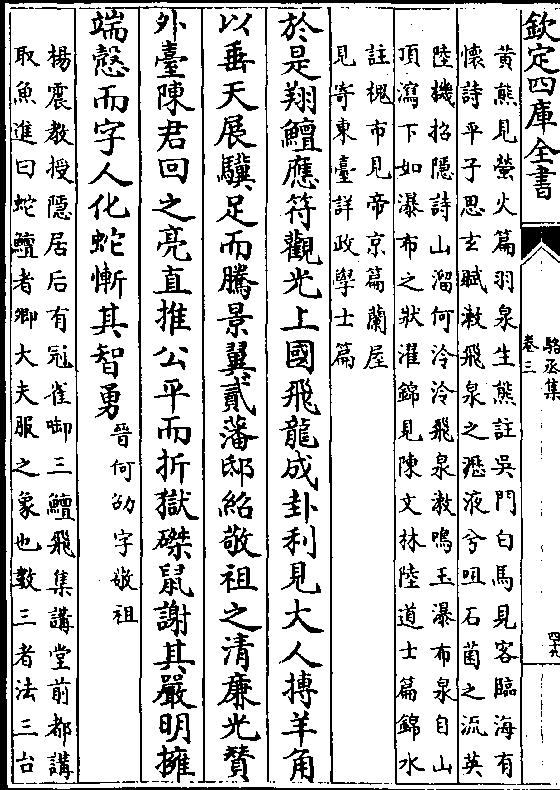 欽定四庫全書
駱丞集
卷三
四十九
黄熊見螢火篇羽泉生熊註吳門白馬見客臨海有
懷詩平子思𤣥賦潄飛泉之瀝液兮咀石菌之流英
陸機招隠詩山溜何泠泠飛泉潄鳴玉瀑布泉自山
頂瀉下如瀑布之狀濯錦見陳文林陸道士篇錦水
註槐市見帝京篇蘭屋
見寄東臺詳政學士篇
於是翔鱣應符觀光上國飛龍成卦利見大人搏羊角
以垂天展驥足而騰景翼貳藩邸紹敬祖之清廉光賛
外臺陳君回之亮直推公平而折獄磔鼠謝其嚴明擁
端慤而字人化蛇慚其智勇
晉何劭字敬祖
楊震教授隠居后有冠雀啣三鱣飛集講堂前都講
取魚進曰蛇鱣者卿大夫服之象也數三者法三台